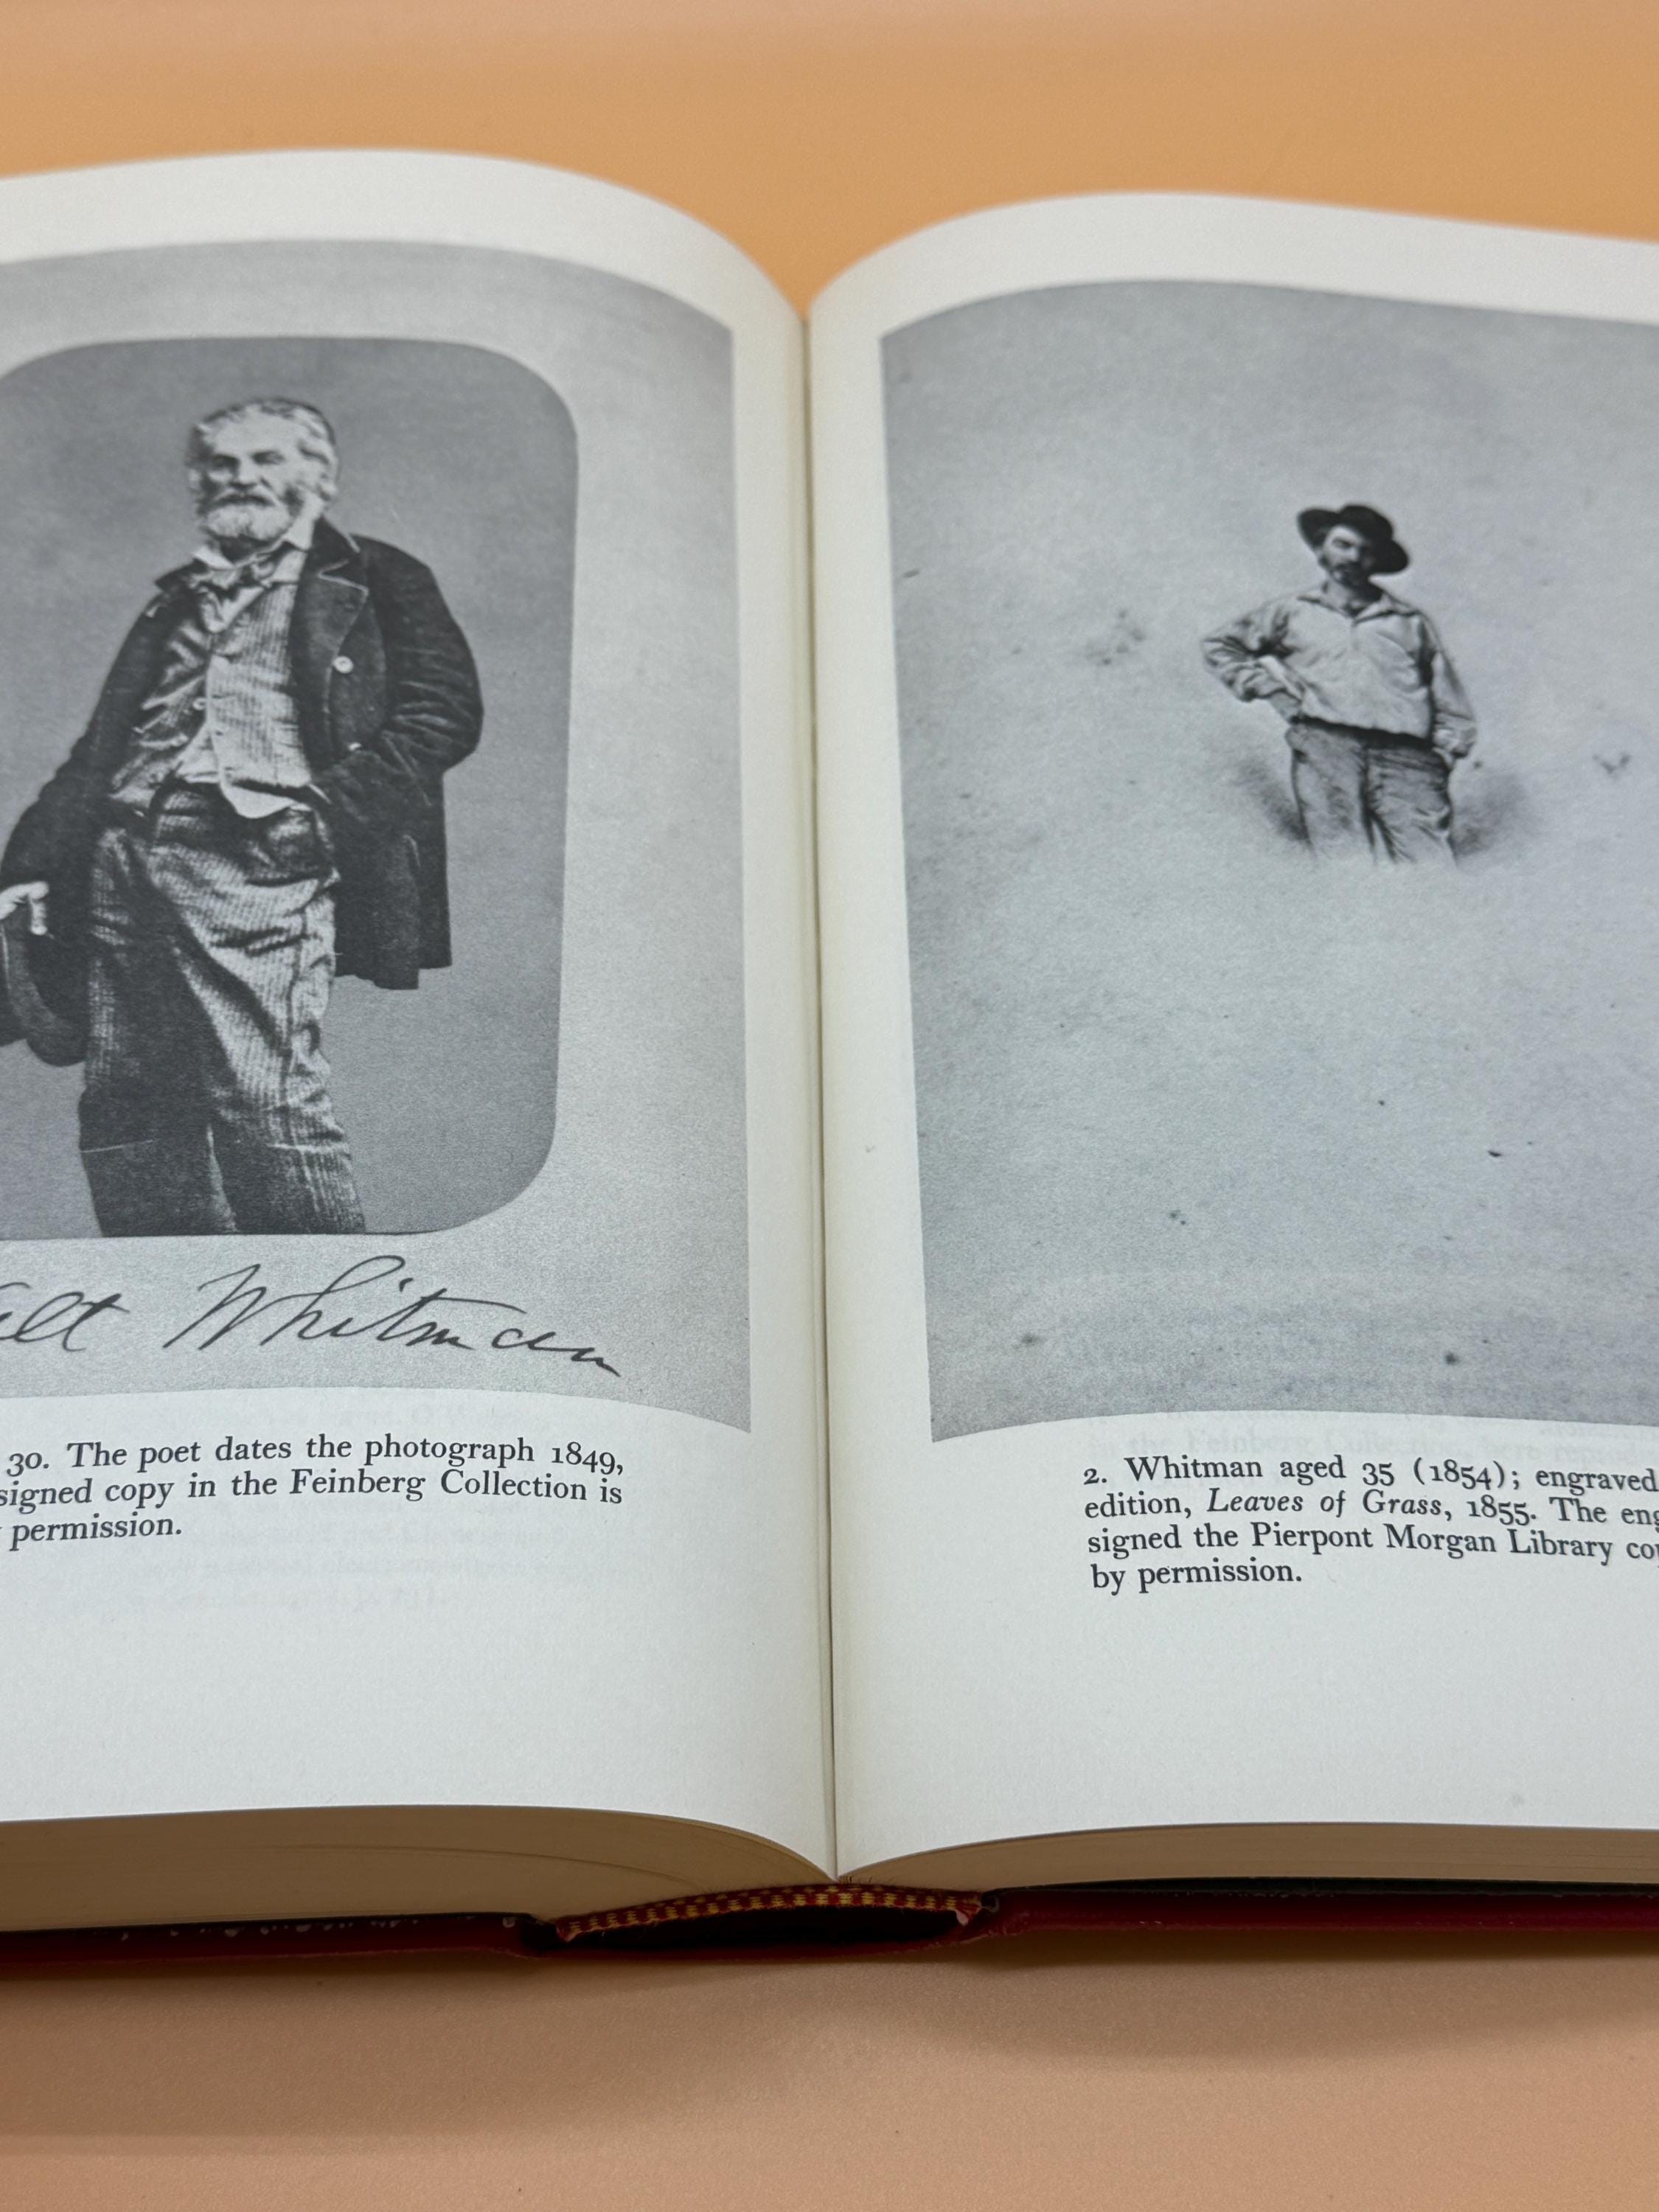 Whitman
30. The poet dates the photograph 1849,
signed copy in the Feinberg Collection is
permission.
2. Whitman aged 35 (1854); engraved
edition, Leaves of Grass, 1855. The
signed the Pierpont Morgan Library
by permission.